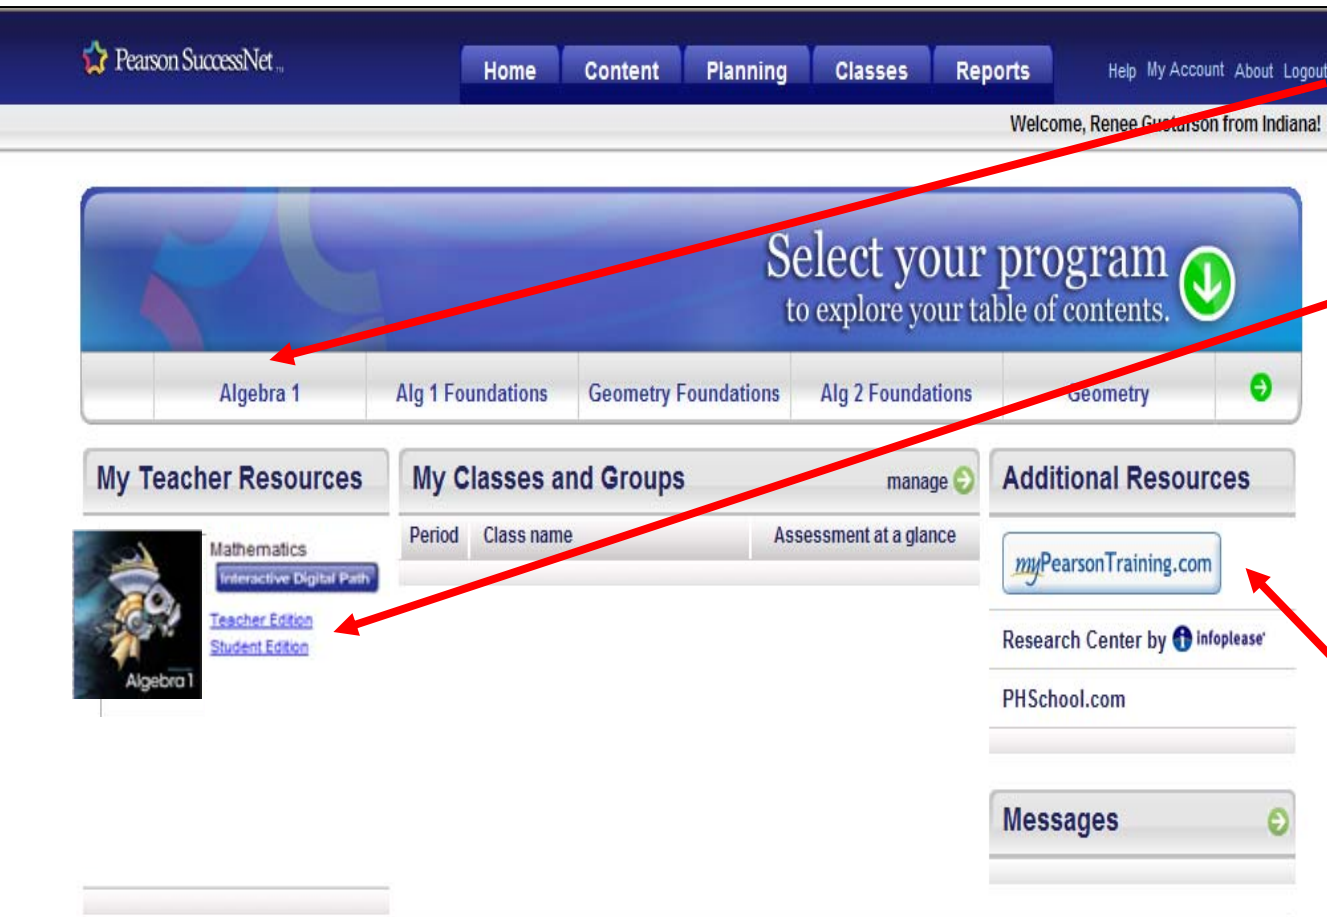 Pearson SuccessNet™
Home Content Planning Classes Reports
Help My Account About Logout
Welcome, Renee from Indiana!
Select your program
to explore your table of contents.
Algebra 1 Alg 1 Foundations Geometry Foundations Alg 2 Foundations Geometry
My Teacher Resources
Mathematics
Interactive Digital Path
Teacher Edition
Student Edition
Algebra 1
My Classes and Groups
manage
Period Class name Assessment at a glance
Additional Resources
myPearsonTraining.com
Research Center by infoplease®
PHSchool.com
Messages